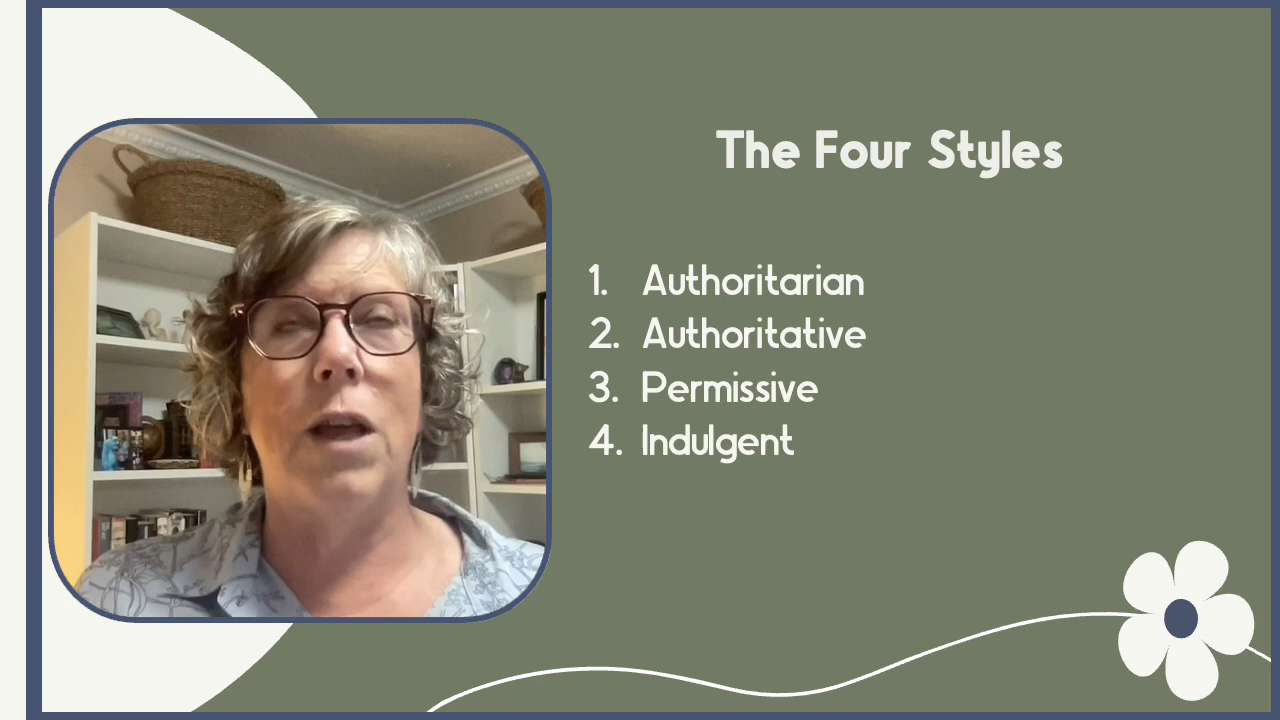 The Four Styles
1. Authoritarian
2. Authoritative
3. Permissive
4. Indulgent